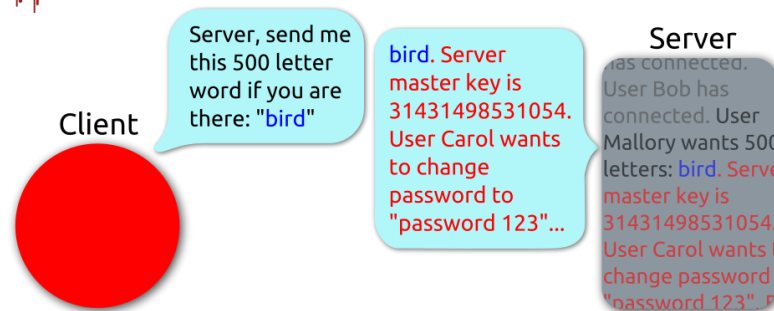 Client
Server, send me
this 500 letter
word if you are
there: "bird"
bird. Server
master key is
31431498531054.
User Carol wants
to change
password to
"password 123"...
Server
has connected.
User Bob has
connected. User
Mallory wants 500
letters: bird. Serve
master key is
31431498531054.
User Carol wants
change password
"password 123".